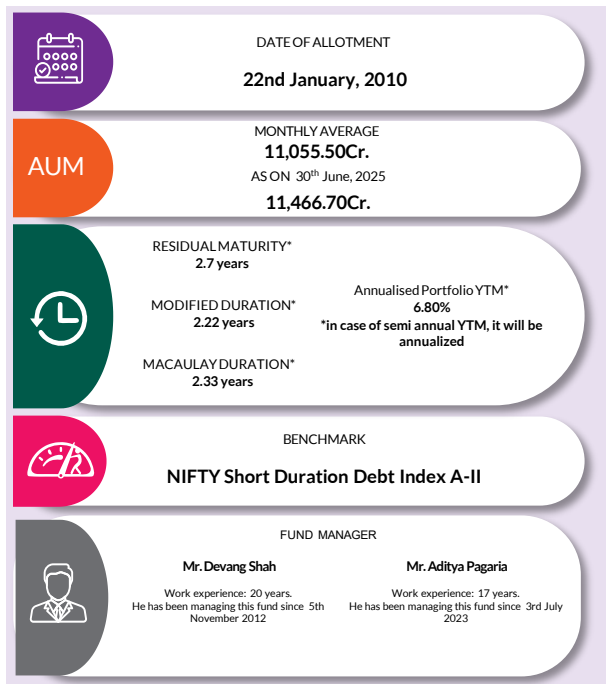 DATE OF ALLOTMENT
22nd January, 2010
AUM
MONTHLY AVERAGE
11,055.50Cr.
AS ON 30th June, 2025
11,466.70Cr.
RESIDUAL MATURITY*
2.7 years
MODIFIED DURATION*
2.22 years
MACAULAY DURATION*
2.33 years
Annualised Portfolio YTM*
6.80%
*in case of semi annual YTM, it will be
annualized
BENCHMARK
NIFTY Short Duration Debt Index A-II
FUND MANAGER
Mr. Devang Shah
Work experience: 20 years.
He has been managing this fund since 5th
November 2012
Mr. Aditya Pagaria
Work experience: 17 years.
He has been managing this fund since 3rd July
2023